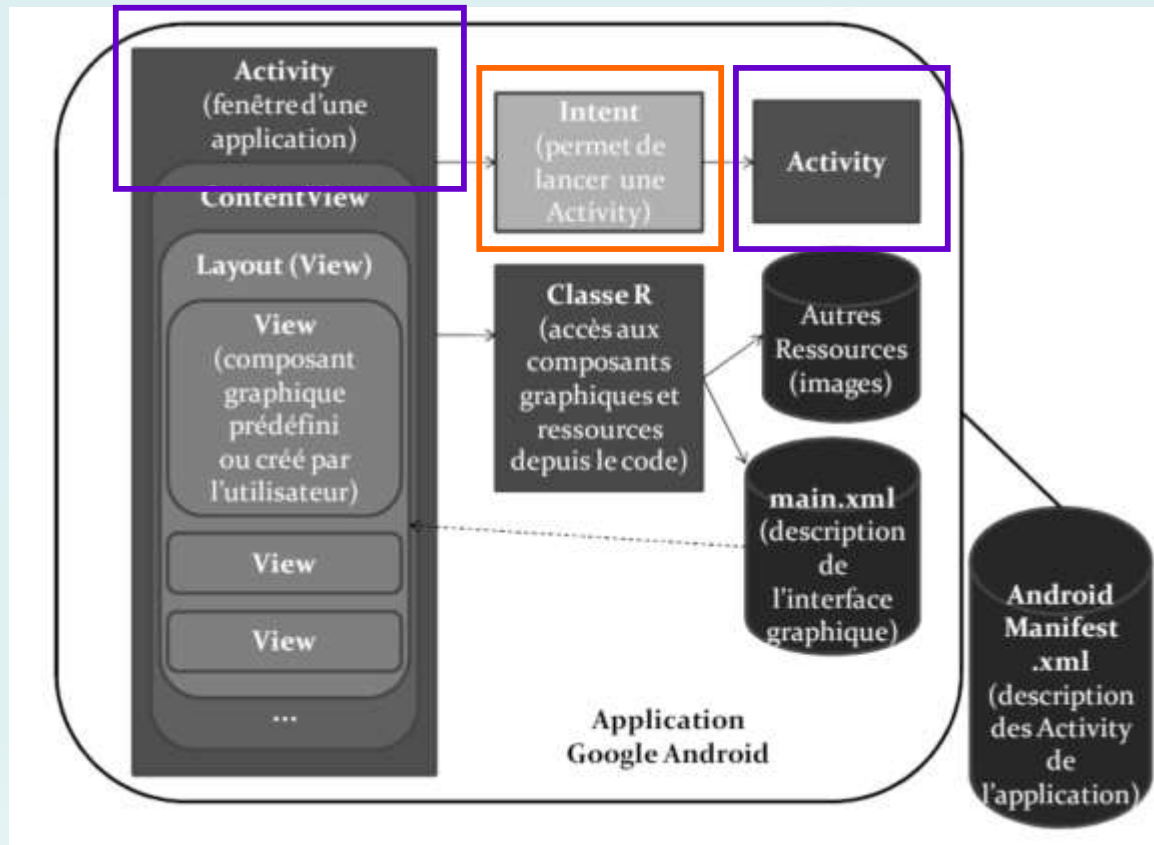 Activity
(fenêtre d'une
application)
ContentView
Layout (View)
View
(composant
graphique
prédéfini
ou créé par
l'utilisateur)
View
View
...
Intent
(permet de
lancer une
Activity)
Activity
Classe R
(accès aux
composants
graphiques et
ressources
depuis le code)
Autres
Ressources
(images)
main.xml
(description
de
l'interface
graphique)
Application
Google Android
Android
Manifest
.xml
(description
des Activity
de
l'application)